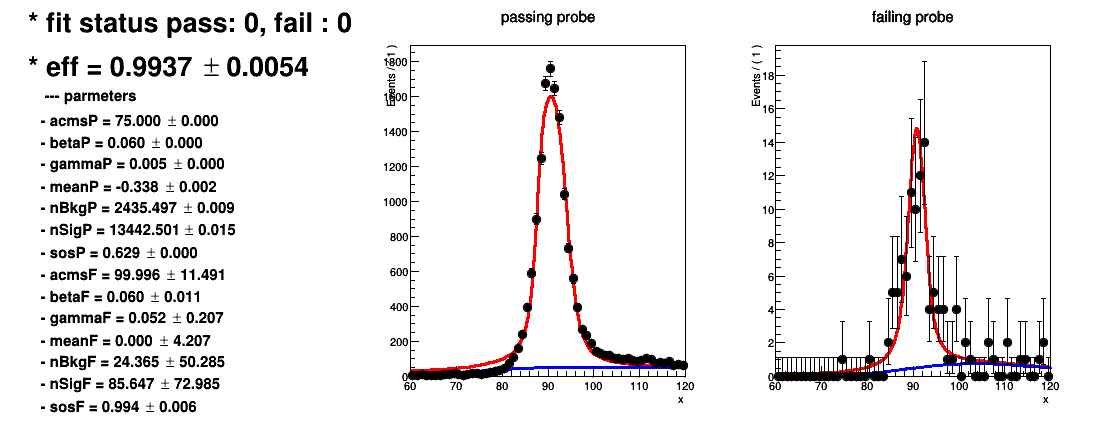 * fit status pass: 0, fail : 0
* eff = 0.9937 ± 0.0054
--- parmeters
- acmsP = 75.000 ± 0.000
- betaP = 0.060 ± 0.000
- gammaP = 0.005 ± 0.000
- meanP = -0.338 ± 0.002
- nBkgP = 2435.497 ± 0.009
- nSigP = 13442.501 ± 0.015
- sosP = 0.629 ± 0.000
- acmsF = 99.996 ± 11.491
- betaF = 0.060 ± 0.011
- gammaF = 0.052 ± 0.207
- meanF = 0.000 ± 4.207
- nBkgF = 24.365 ± 50.285
- nSigF = 85.647 ± 72.985
- sosF = 0.994 ± 0.006
passing probe
Events / ( 1 )
1800
1600
1400
1200
1000
800
600
400
200
0
60 70 80 90 100 110 120
x
failing probe
Events / ( 1 )
18
16
14
12
10
8
6
4
2
0
60 70 80 90 100 110 120
x